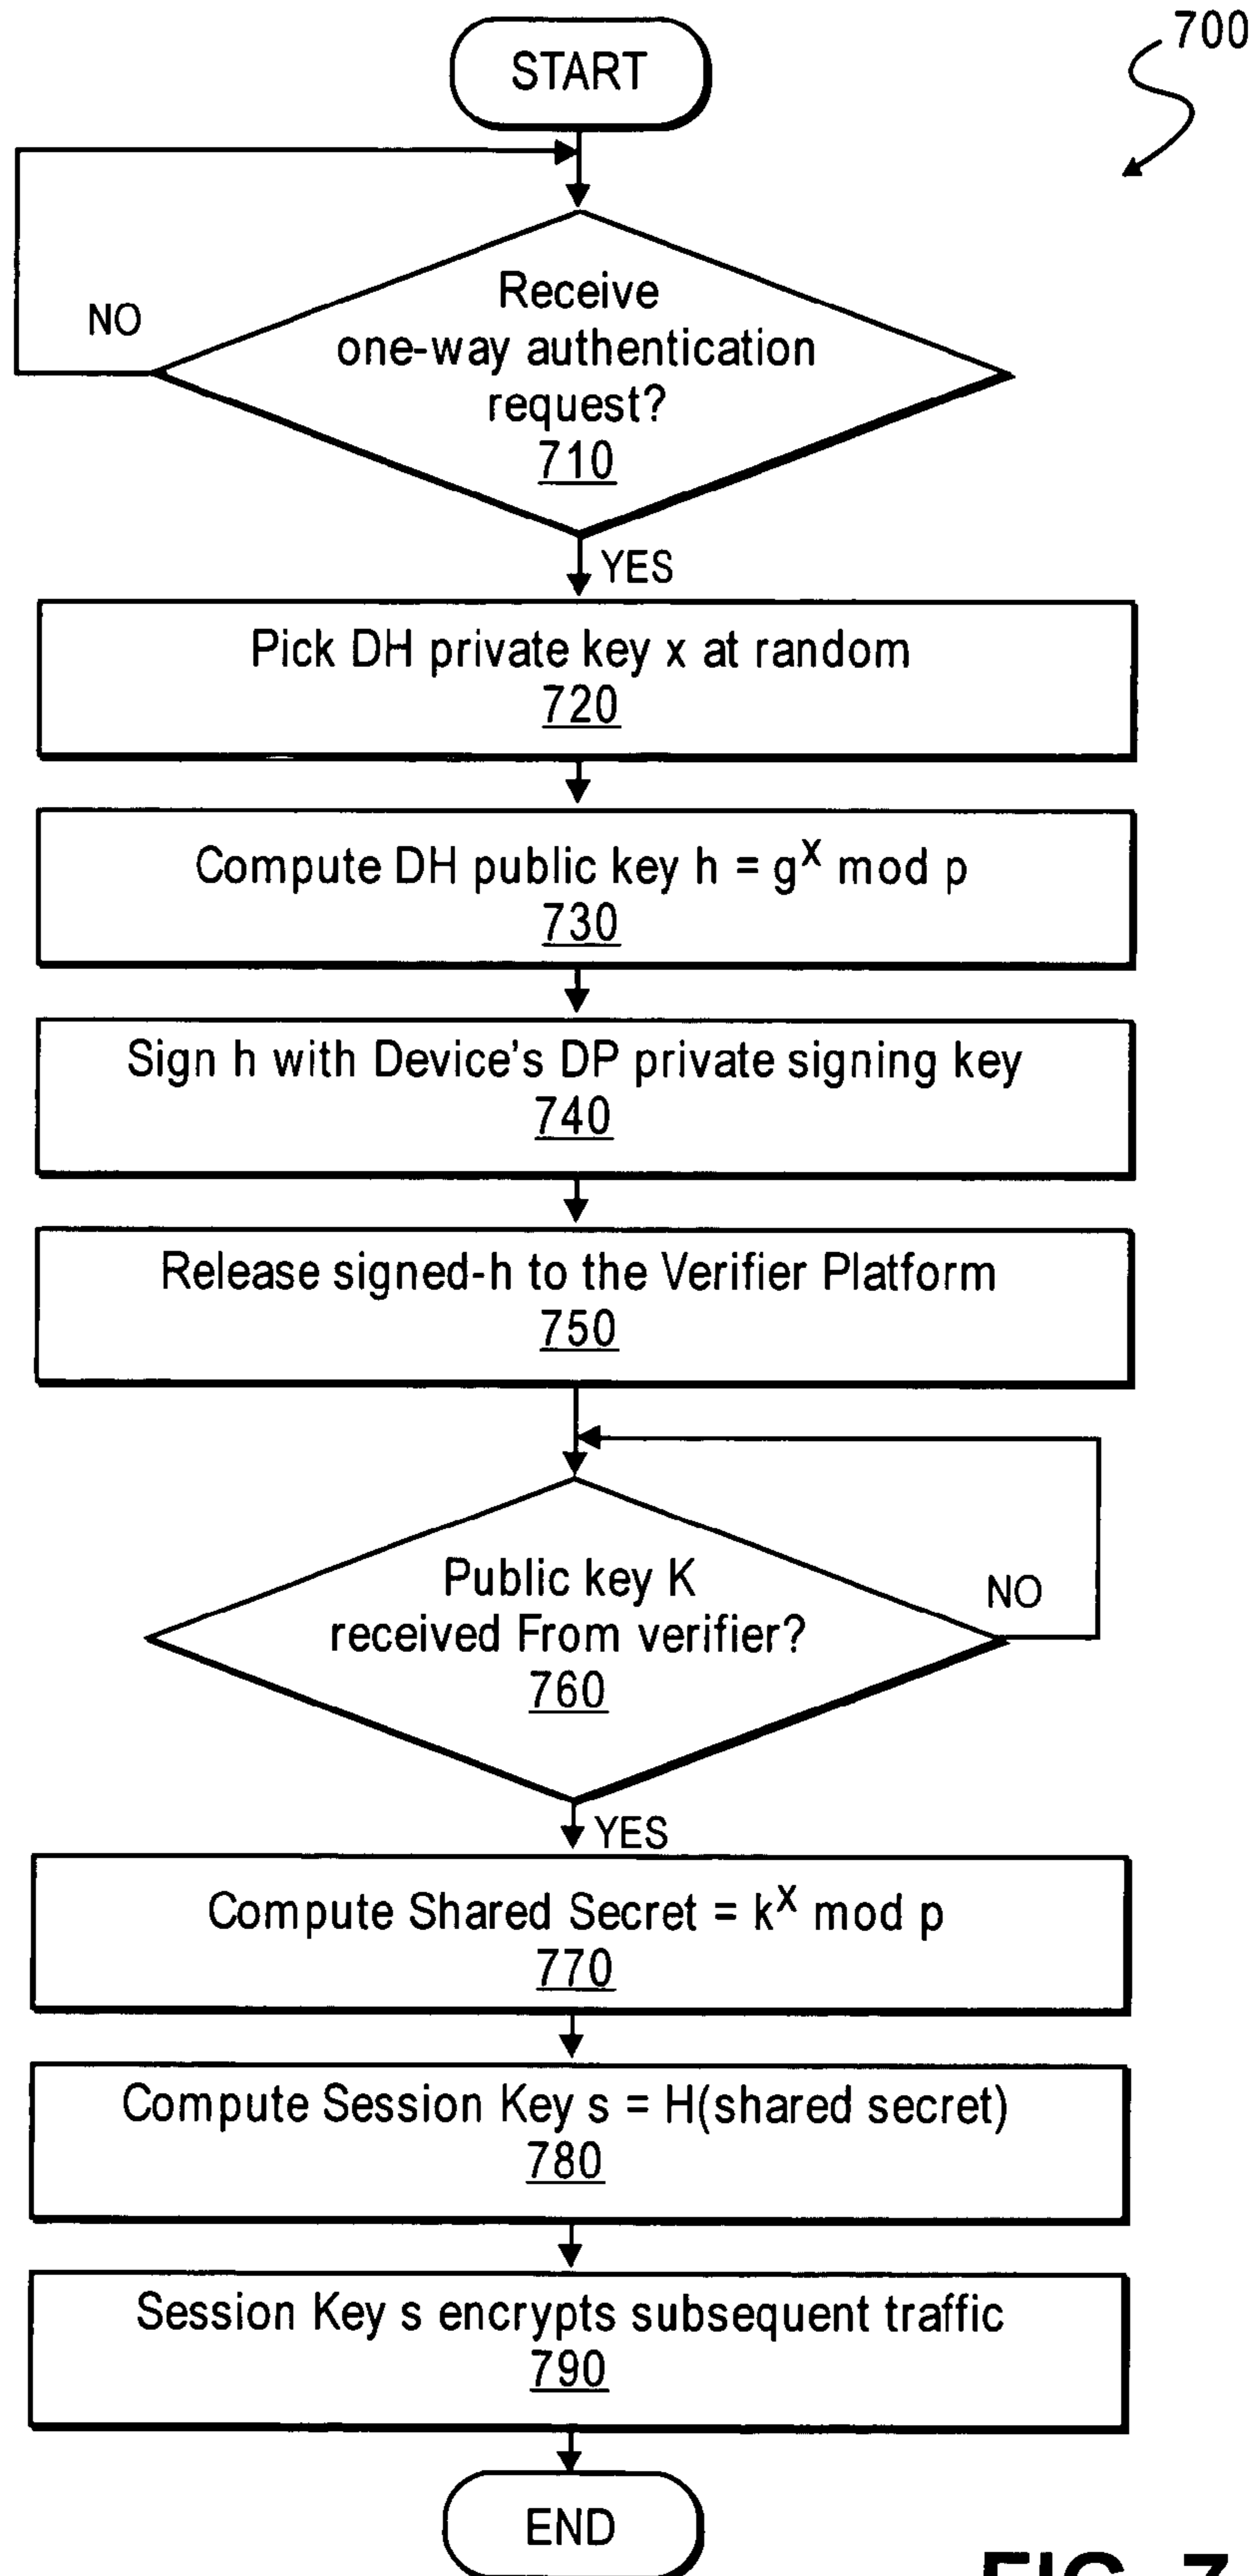 START
700
Receive
one-way authentication
request?
710
NO
YES
Pick DH private key x at random
720
Compute DH public key h = g^x mod p
730
Sign h with Device's DP private signing key
740
Release signed-h to the Verifier Platform
750
Public key K
received From verifier?
760
NO
YES
Compute Shared Secret = k^x mod p
770
Compute Session Key s = H(shared secret)
780
Session Key s encrypts subsequent traffic
790
END
FIG. 7